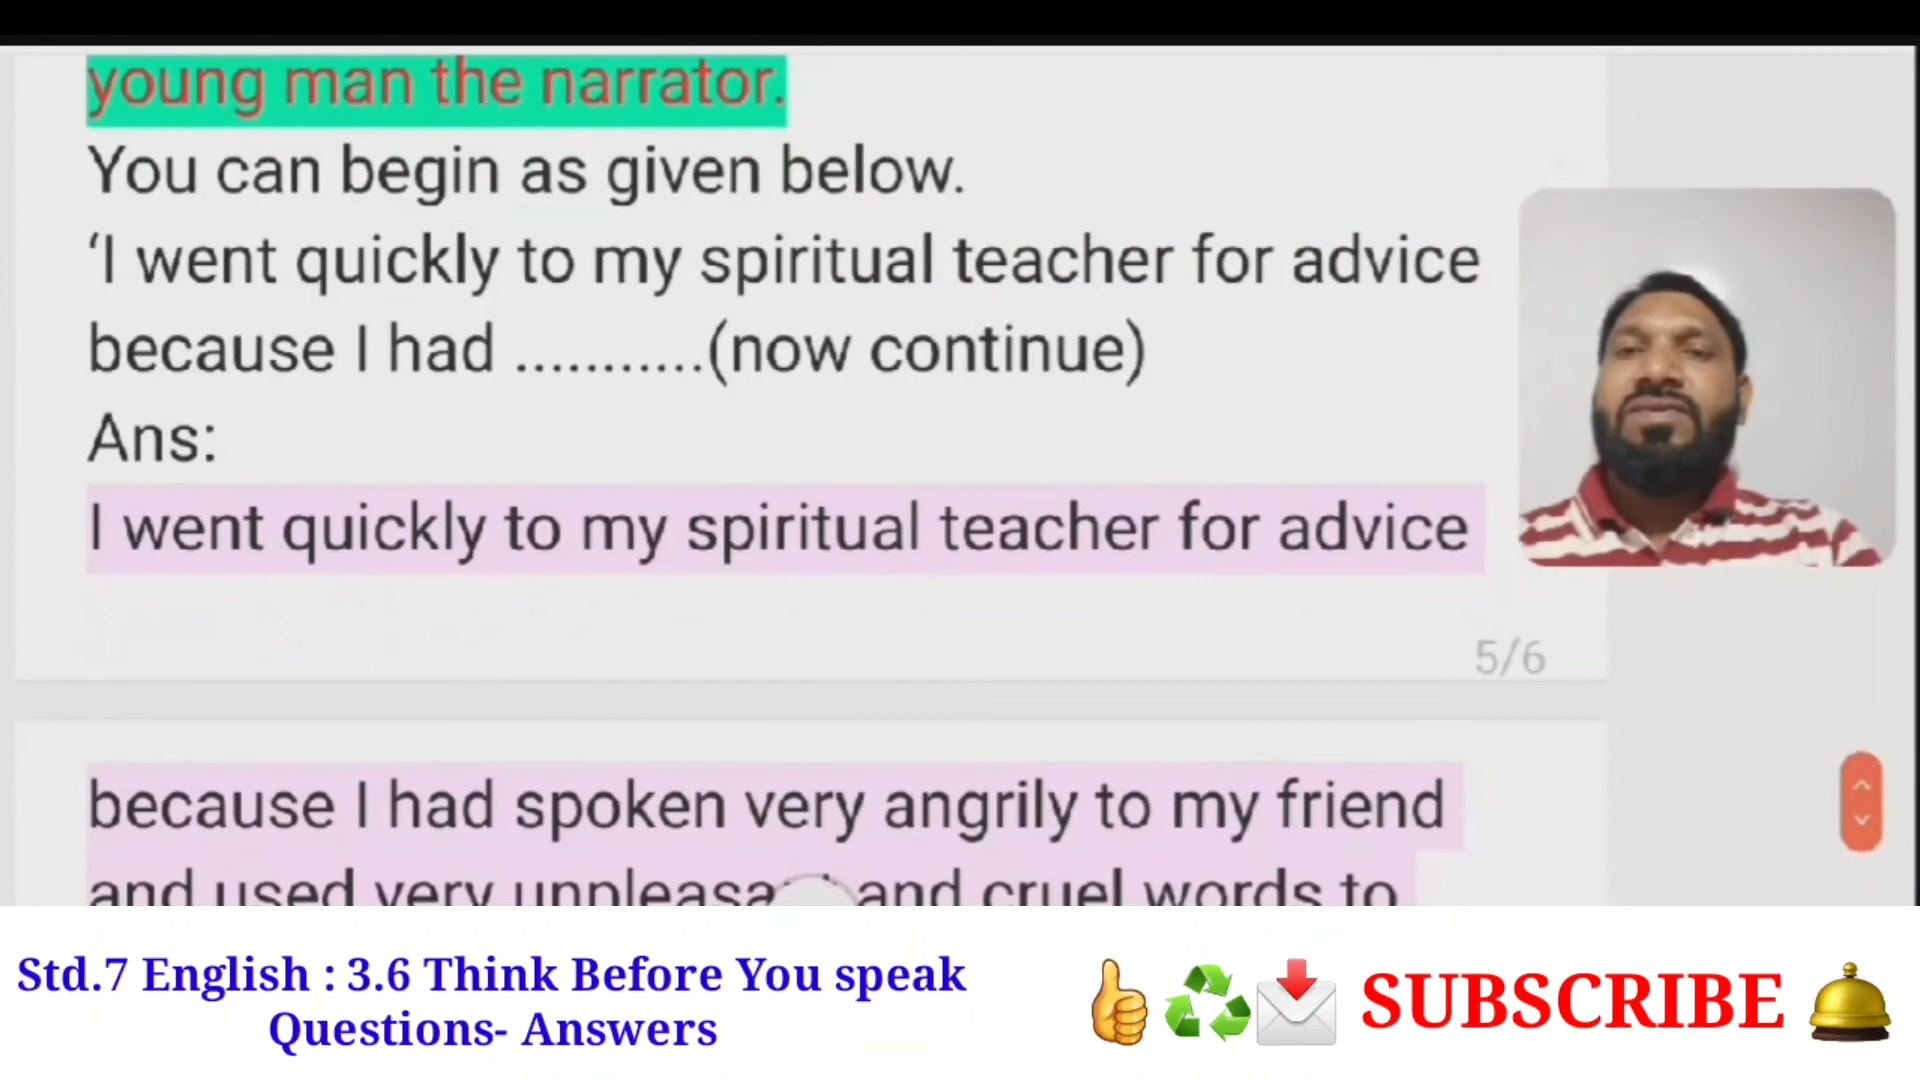 young man the narrator.
You can begin as given below.
‘I went quickly to my spiritual teacher for advice
because I had ...........(now continue)
Ans:
I went quickly to my spiritual teacher for advice
5/6
because I had spoken very angrily to my friend
and used very unpleasant and cruel words to
Std.7 English : 3.6 Think Before You speak
Questions- Answers
SUBSCRIBE